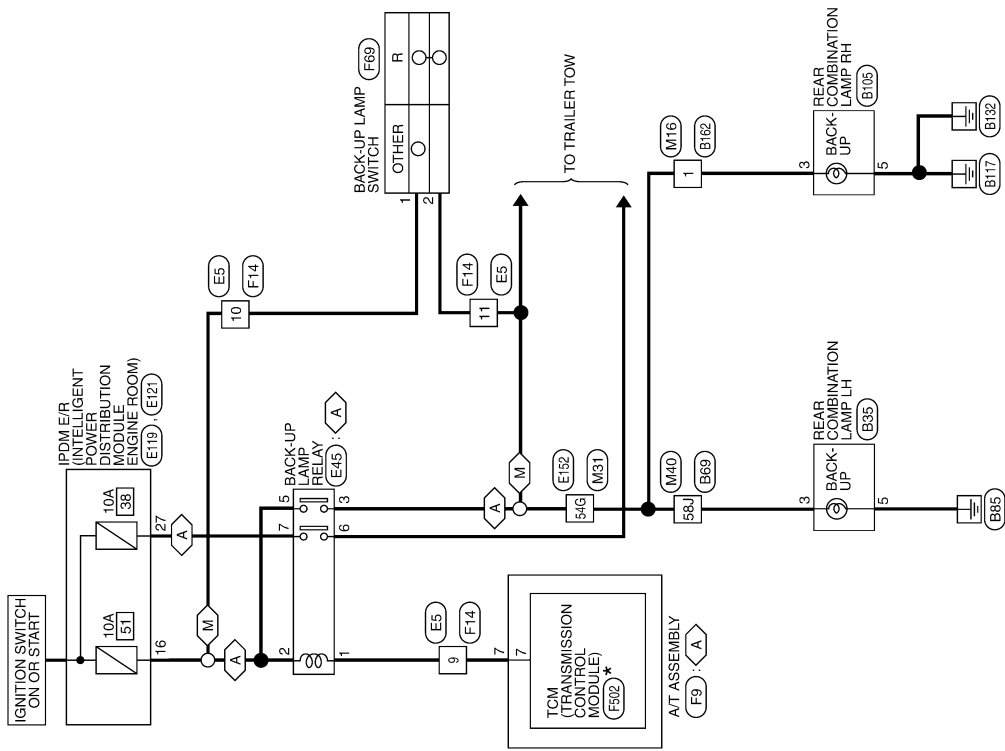 IGNITION SWITCH
ON OR START
IPDM E/R
(INTELLIGENT
POWER
DISTRIBUTION
MODULE
ENGINE ROOM)
E119 , E121
10A
51
10A
38
16
27
A
M
A
E5
F14
10
BACK-UP LAMP
SWITCH
F69
OTHER
R
1
2
BACK-UP
LAMP
RELAY
E45 : A
2
7
5
1
6
3
F14
E5
11
TO TRAILER TOW
A
M
E152
M31
54G
E5
F14
9
7
7
TCM
(TRANSMISSION
CONTROL
MODULE)
F502 *
A/T ASSEMBLY
F9 : A
M40
B69
58J
M16
B162
1
3
BACK-
UP
5
REAR
COMBINATION
LAMP LH
B35
B85
3
BACK-
UP
5
REAR
COMBINATION
LAMP RH
B105
B117
B132